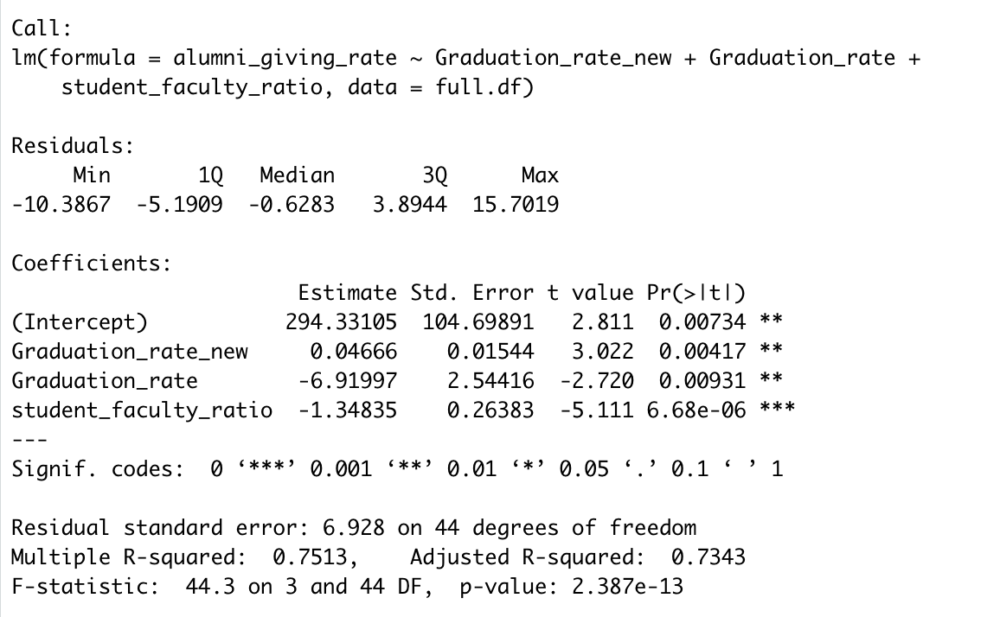 Call:
lm(formula = alumni_giving_rate ~ Graduation_rate_new + Graduation_rate +
    student_faculty_ratio, data = full.df)

Residuals:
     Min       1Q   Median       3Q      Max
-10.3867  -5.1909  -0.6283   3.8944  15.7019

Coefficients:
                       Estimate Std. Error t value Pr(>|t|)
(Intercept)           294.33105  104.69891   2.811  0.00734 **
Graduation_rate_new     0.04666    0.01544   3.022  0.00417 **
Graduation_rate        -6.91997    2.54416  -2.720  0.00931 **
student_faculty_ratio  -1.34835    0.26383  -5.111 6.68e-06 ***
---
Signif. codes:  0 ‘***’ 0.001 ‘**’ 0.01 ‘*’ 0.05 ‘.’ 0.1 ‘ ’ 1

Residual standard error: 6.928 on 44 degrees of freedom
Multiple R-squared:  0.7513,    Adjusted R-squared:  0.7343
F-statistic:  44.3 on 3 and 44 DF,  p-value: 2.387e-13